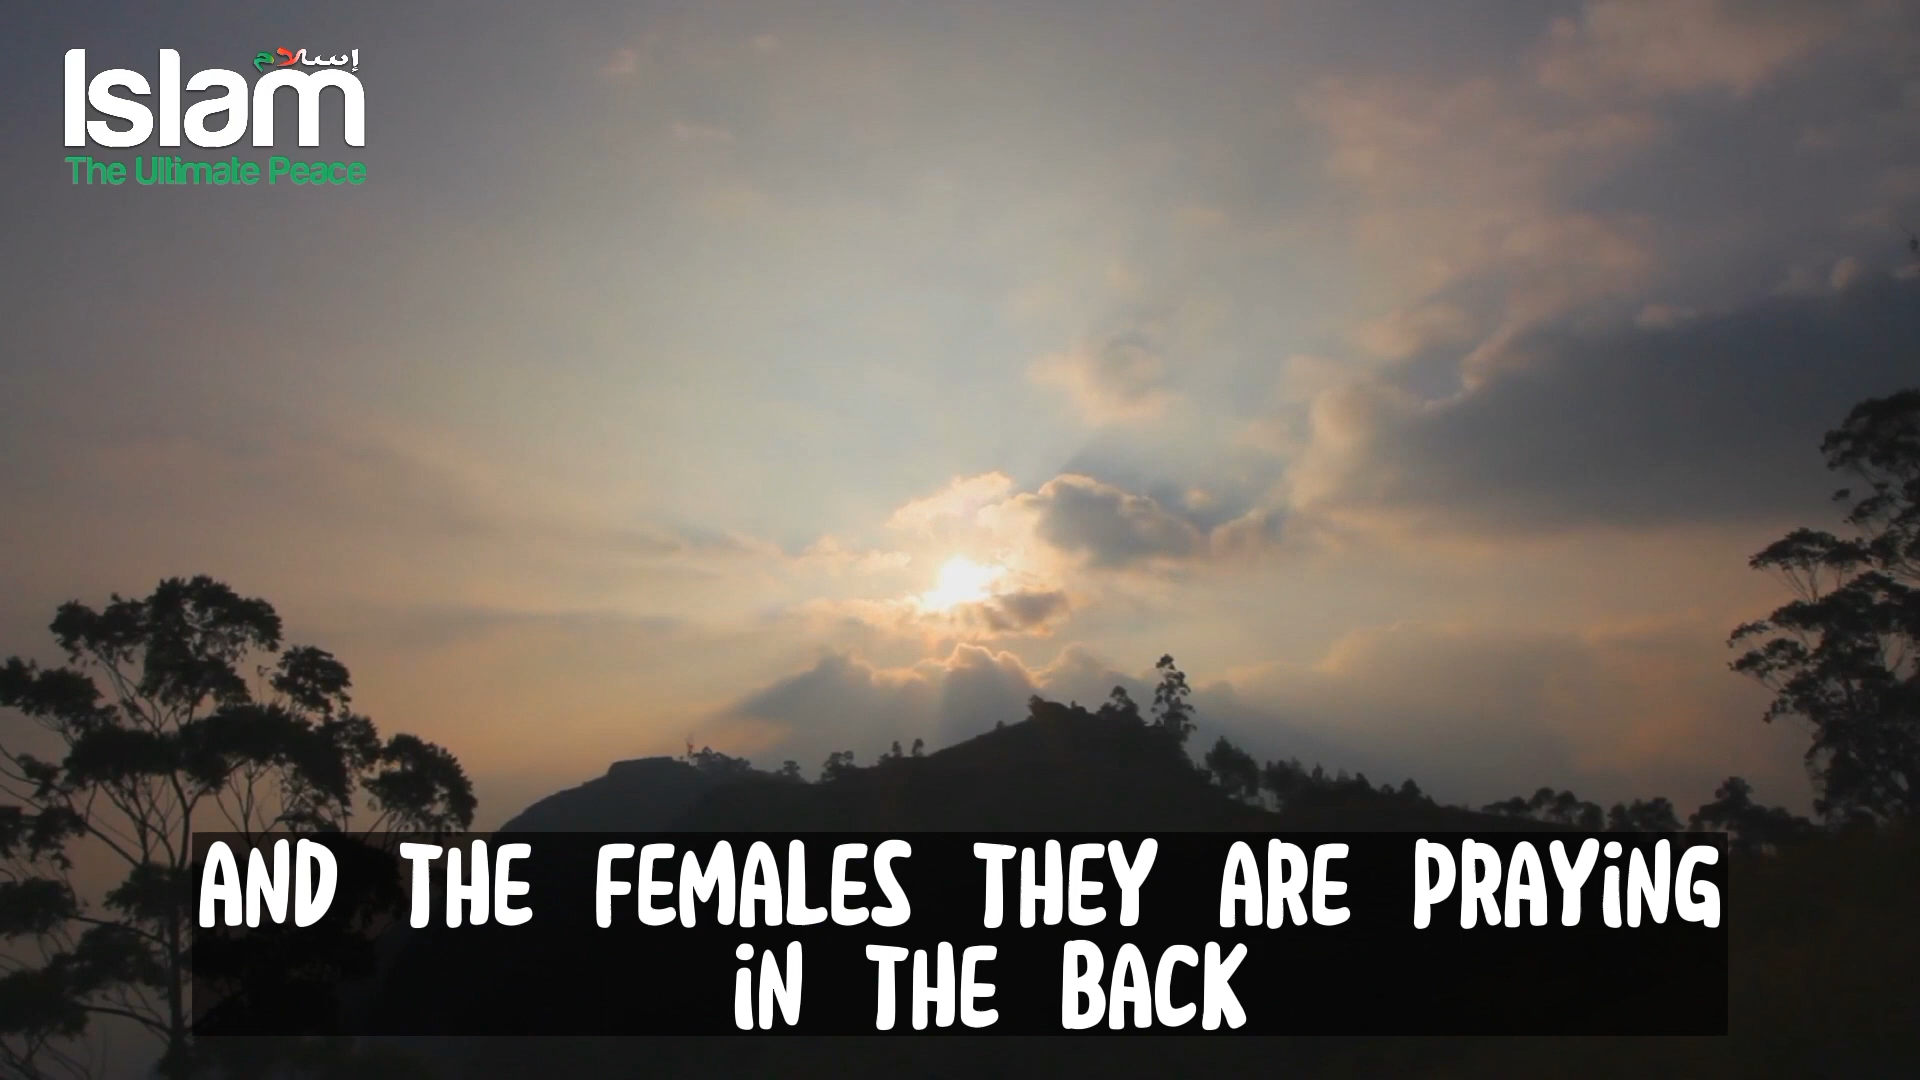 إسلام
Islam
The Ultimate Peace
AND THE FEMALES THEY ARE PRAYiNG
iN THE BACK